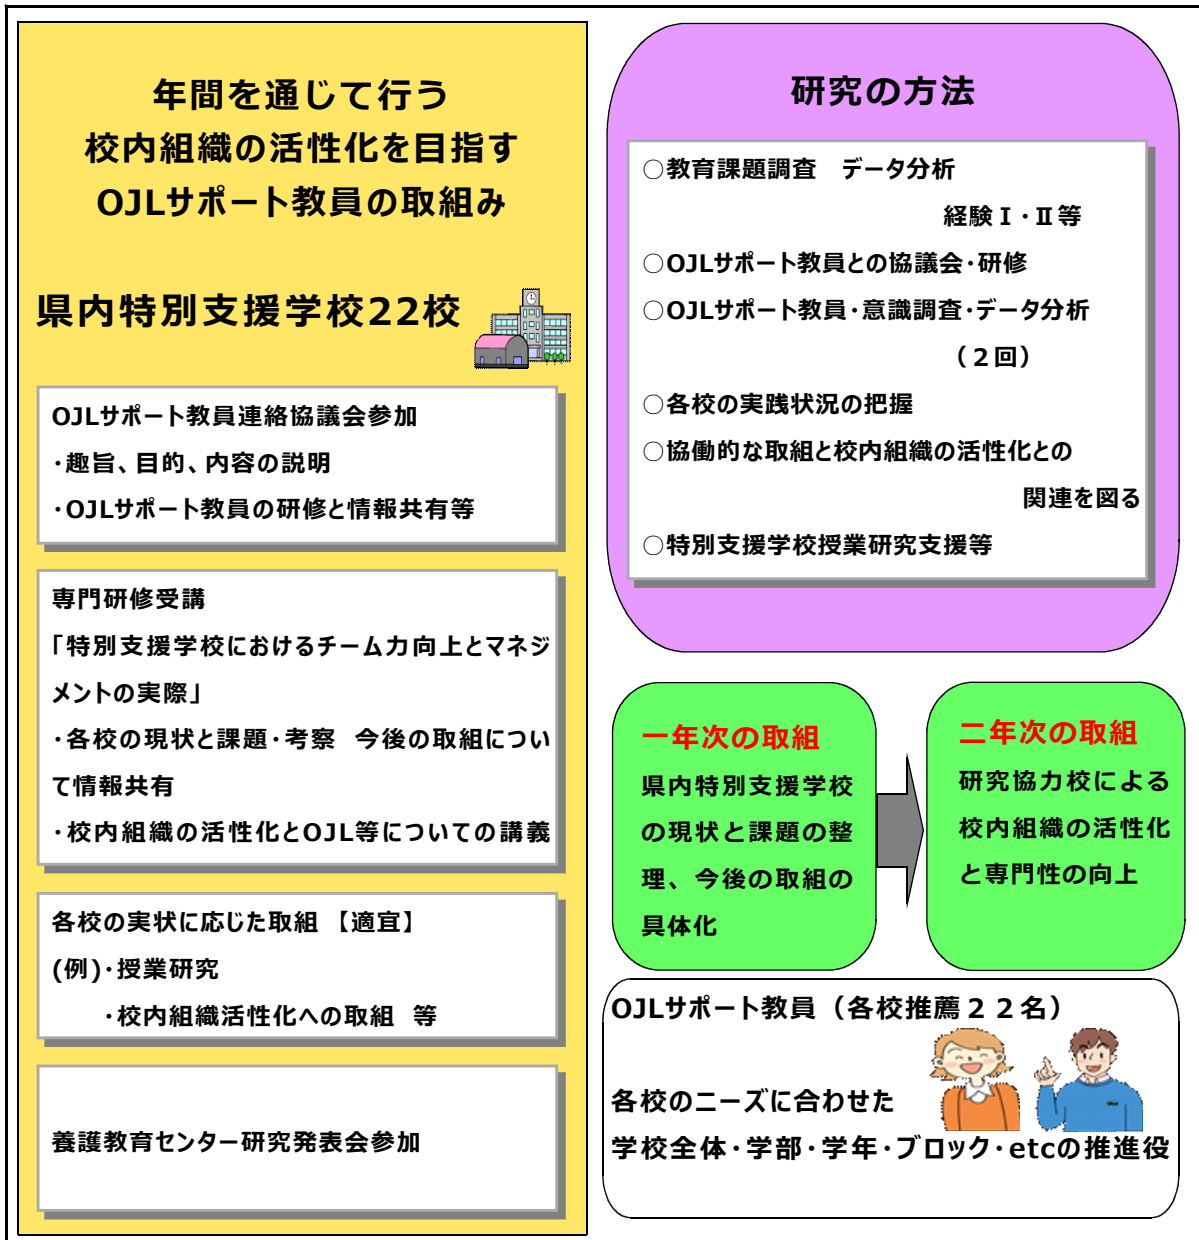 年間を通じて行う
校内組織の活性化を目指す
OJLサポート教員の取組み
県内特別支援学校22校
OJLサポート教員連絡協議会参加
・趣旨、目的、内容の説明
・OJLサポート教員の研修と情報共有等
専門研修受講
「特別支援学校におけるチーム力向上とマネジ
メントの実際」
・各校の現状と課題・考察 今後の取組につい
て情報共有
・校内組織の活性化とOJL等についての講義
各校の実状に応じた取組 【適宜】
(例)・授業研究
・校内組織活性化への取組 等
養護教育センター研究発表会参加
研究の方法
○教育課題調査 データ分析
経験Ⅰ・Ⅱ等
○OJLサポート教員との協議会・研修
○OJLサポート教員・意識調査・データ分析
（２回）
○各校の実践状況の把握
○協働的な取組と校内組織の活性化との
関連を図る
○特別支援学校授業研究支援等
一年次の取組
県内特別支援学校
の現状と課題の整
理、今後の取組の
具体化
二年次の取組
研究協力校による
校内組織の活性化
と専門性の向上
OJLサポート教員（各校推薦２２名）
各校のニーズに合わせた
学校全体・学部・学年・ブロック・etcの推進役